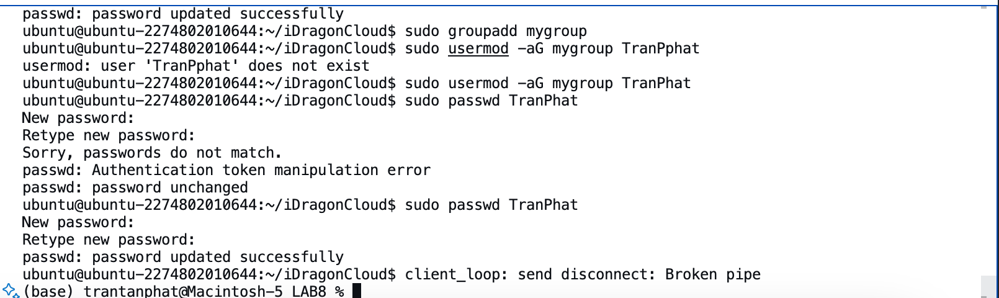 passwd: password updated successfully
ubuntu@ubuntu-2274802010644:~/iDragonCloud$ sudo groupadd mygroup
ubuntu@ubuntu-2274802010644:~/iDragonCloud$ sudo usermod -aG mygroup TranPphat
usermod: user 'TranPphat' does not exist
ubuntu@ubuntu-2274802010644:~/iDragonCloud$ sudo usermod -aG mygroup TranPhat
ubuntu@ubuntu-2274802010644:~/iDragonCloud$ sudo passwd TranPhat
New password:
Retype new password:
Sorry, passwords do not match.
passwd: Authentication token manipulation error
passwd: password unchanged
ubuntu@ubuntu-2274802010644:~/iDragonCloud$ sudo passwd TranPhat
New password:
Retype new password:
passwd: password updated successfully
ubuntu@ubuntu-2274802010644:~/iDragonCloud$ client_loop: send disconnect: Broken pipe
(base) trantanphat@Macintosh-5 LAB8 %